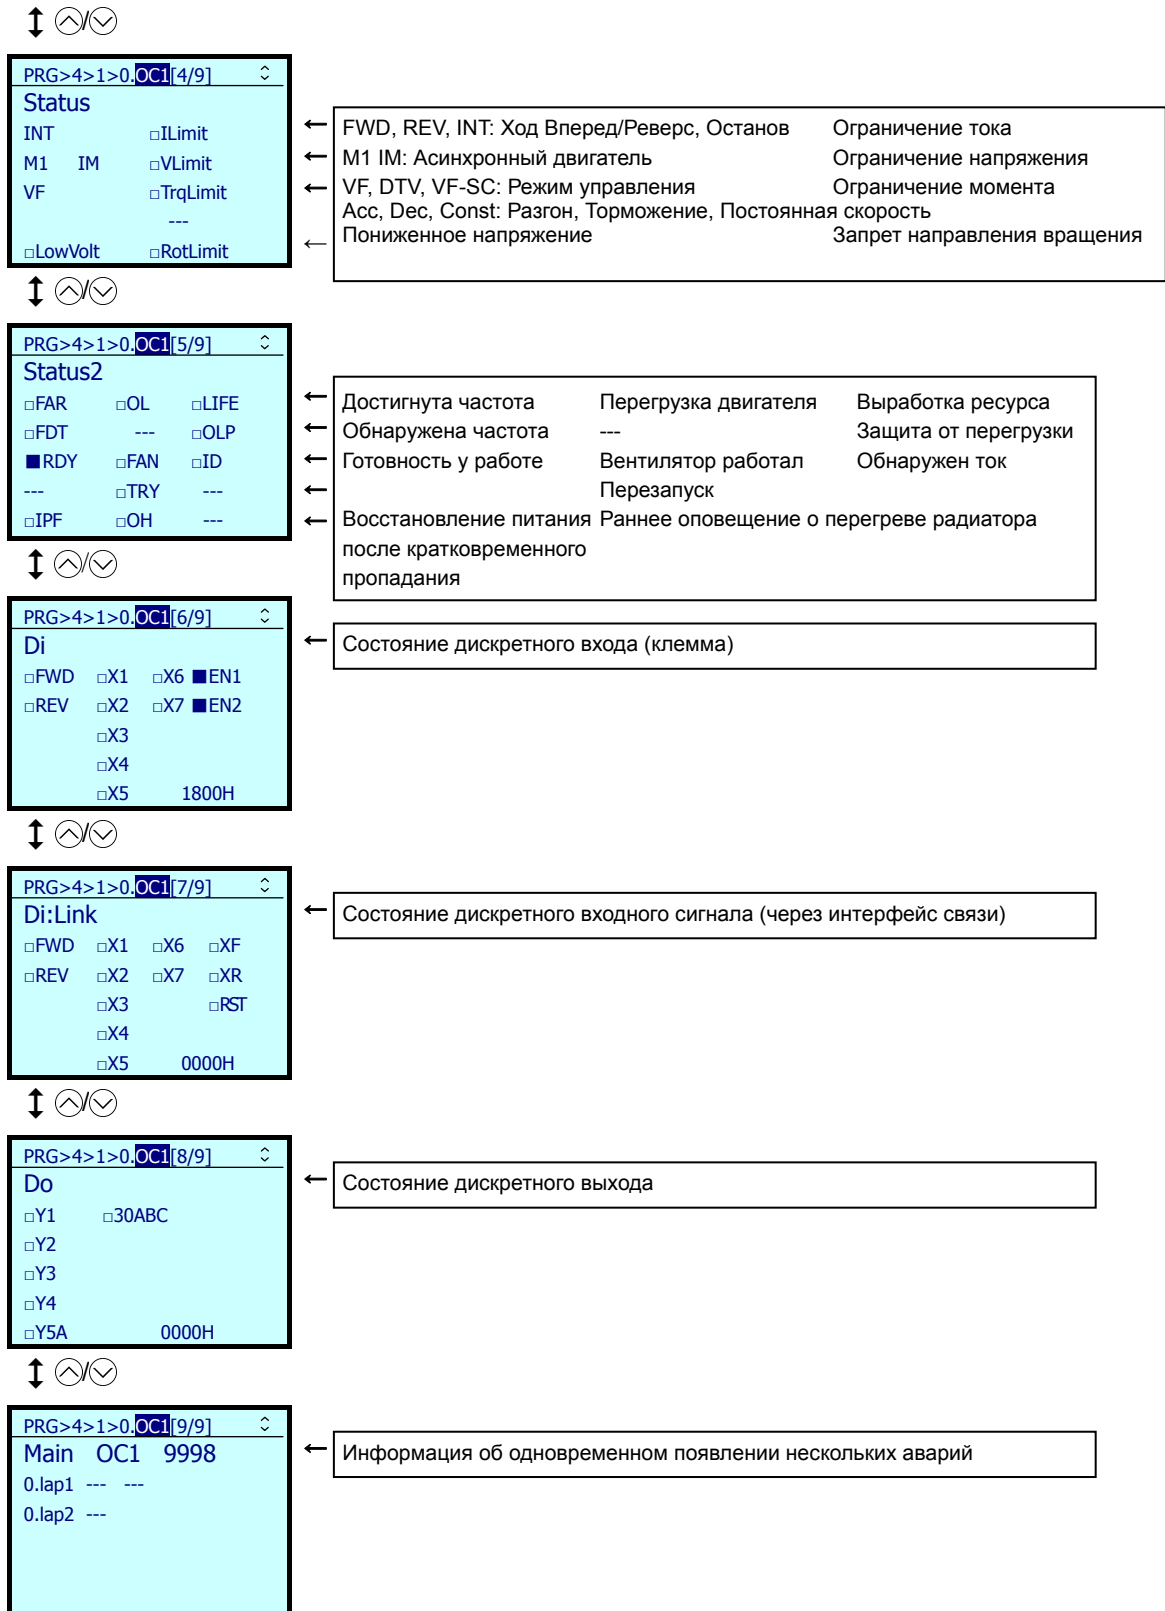 PRG>4>1>0.OC1[4/9]
Status
INT □ILimit
M1 IM □VLimit
VF □TrqLimit
---
□LowVolt □RotLimit
FWD, REV, INT: Ход Вперед/Реверс, Останов Ограничение тока
M1 IM: Асинхронный двигатель Ограничение напряжения
VF, DTV, VF-SC: Режим управления Ограничение момента
Acc, Dec, Const: Разгон, Торможение, Постоянная скорость
Пониженное напряжение Запрет направления вращения
PRG>4>1>0.OC1[5/9]
Status2
□FAR □OL □LIFE
□FDT --- □OLP
■RDY □FAN □ID
--- □TRY ---
□IPF □OH ---
Достигнута частота Перегрузка двигателя Выработка ресурса
Обнаружена частота --- Защита от перегрузки
Готовность у работе Вентилятор работал Обнаружен ток
Перезапуск
Восстановление питания Раннее оповещение о перегреве радиатора
после кратковременного
пропадания
PRG>4>1>0.OC1[6/9]
Di
□FWD □X1 □X6 ■EN1
□REV □X2 □X7 ■EN2
□X3
□X4
□X5 1800H
Состояние дискретного входа (клемма)
PRG>4>1>0.OC1[7/9]
Di:Link
□FWD □X1 □X6 □XF
□REV □X2 □X7 □XR
□X3 □RST
□X4
□X5 0000H
Состояние дискретного входного сигнала (через интерфейс связи)
PRG>4>1>0.OC1[8/9]
Do
□Y1 □30ABC
□Y2
□Y3
□Y4
□Y5A 0000H
Состояние дискретного выхода
PRG>4>1>0.OC1[9/9]
Main OC1 9998
0.lap1 --- ---
0.lap2 ---
Информация об одновременном появлении нескольких аварий